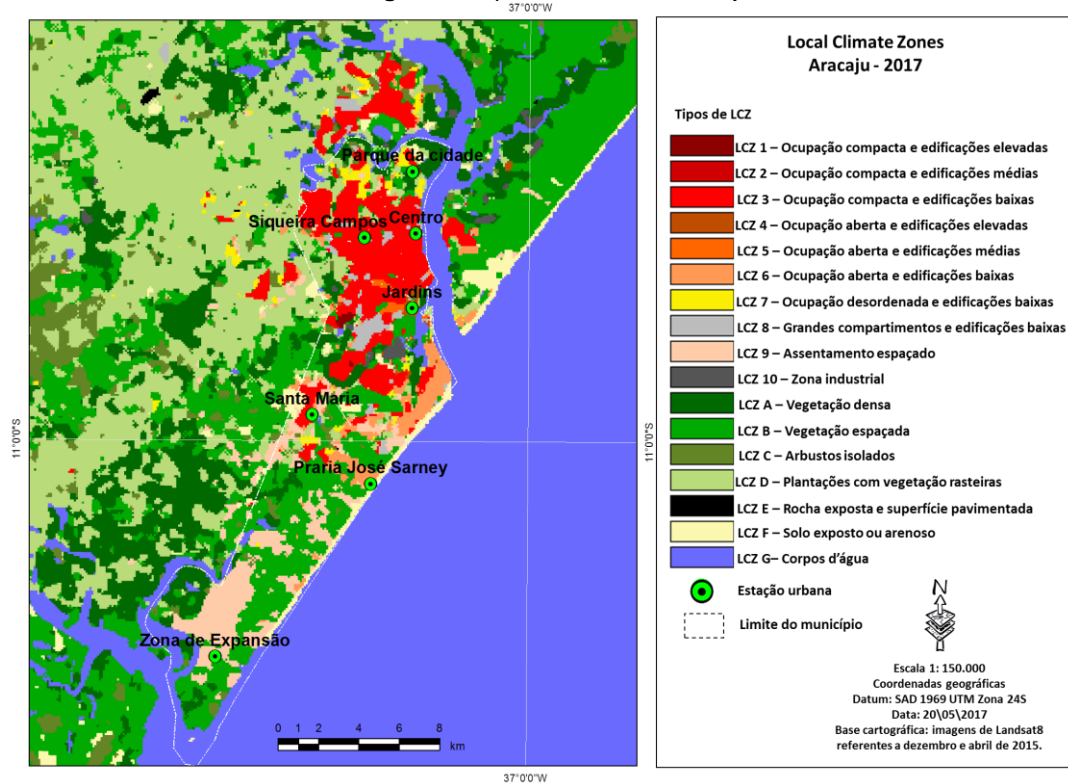 37°0'0"W
Parque da cidade
Siqueira Campos
Centro
Jardins
Santa Maria
11°0'0"S
11°0'0"S
Praria José Sarney
Zona de Expansão
0 1 2 4 6 8
km
37°0'0"W
Local Climate Zones
Aracaju - 2017
Tipos de LCZ
LCZ 1 – Ocupação compacta e edificações elevadas
LCZ 2 – Ocupação compacta e edificações médias
LCZ 3 – Ocupação compacta e edificações baixas
LCZ 4 – Ocupação aberta e edificações elevadas
LCZ 5 – Ocupação aberta e edificações médias
LCZ 6 – Ocupação aberta e edificações baixas
LCZ 7 – Ocupação desordenada e edificações baixas
LCZ 8 – Grandes compartimentos e edificações baixas
LCZ 9 – Assentamento espaçado
LCZ 10 – Zona industrial
LCZ A – Vegetação densa
LCZ B – Vegetação espaçada
LCZ C – Arbustos isolados
LCZ D – Plantações com vegetação rasteiras
LCZ E – Rocha exposta e superfície pavimentada
LCZ F – Solo exposto ou arenoso
LCZ G– Corpos d'água
Estação urbana
Limite do município
N
Escala 1: 150.000
Coordenadas geográficas
Datum: SAD 1969 UTM Zona 24S
Data: 20\05\2017
Base cartográfica: imagens de Landsat8
referentes a dezembro e abril de 2015.